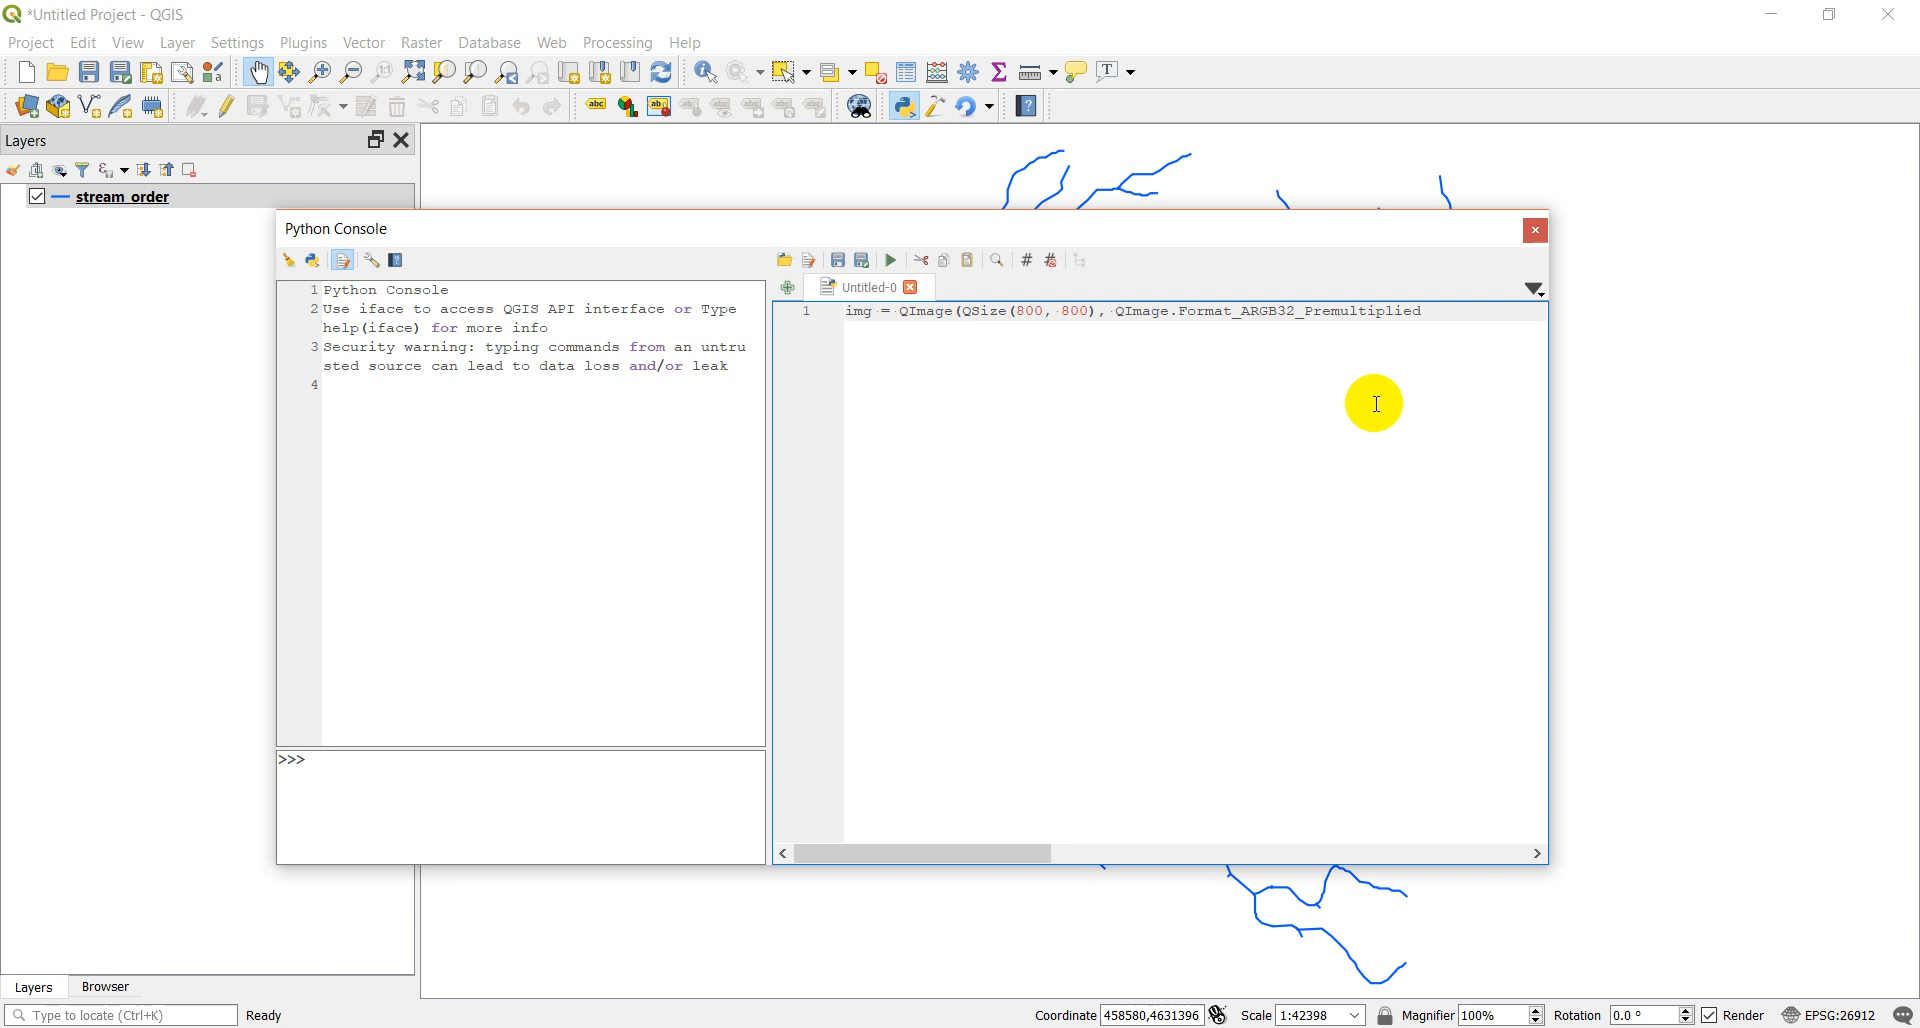 *Untitled Project - QGIS
Project Edit View Layer Settings Plugins Vector Raster Database Web Processing Help
Layers
stream_order
Python Console
Untitled-0
1 Python Console
2 Use iface to access QGIS API interface or Type
help(iface) for more info
3 Security warning: typing commands from an untru
sted source can lead to data loss and/or leak
4
>>>
1 img = QImage(QSize(800, 800), QImage.Format_ARGB32_Premultiplied
Layers Browser
Type to locate (Ctrl+K) Ready Coordinate 458580,4631396 Scale 1:42398 Magnifier 100% Rotation 0.0 ° Render EPSG:26912